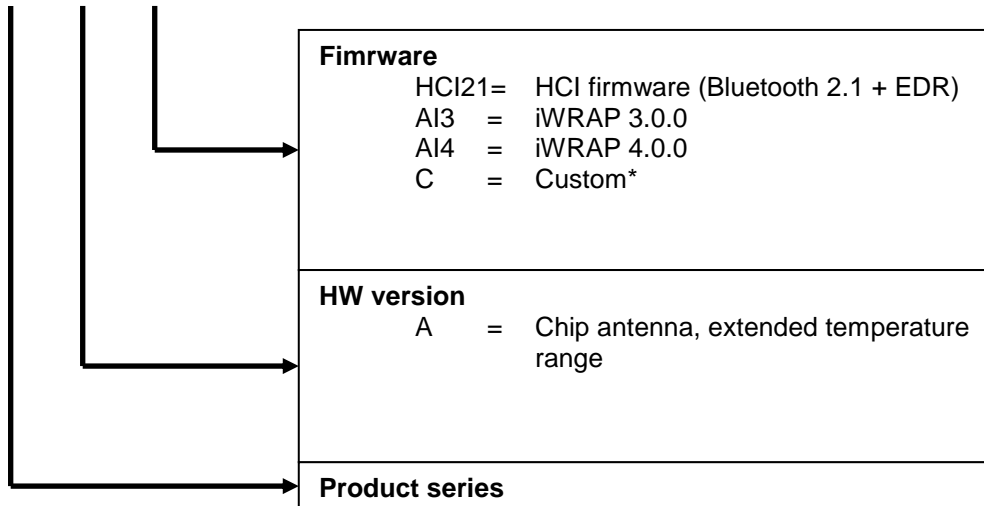 Fimrware
HCI21= HCI firmware (Bluetooth 2.1 + EDR)
AI3 = iWRAP 3.0.0
AI4 = iWRAP 4.0.0
C = Custom*
HW version
A = Chip antenna, extended temperature
range
Product series